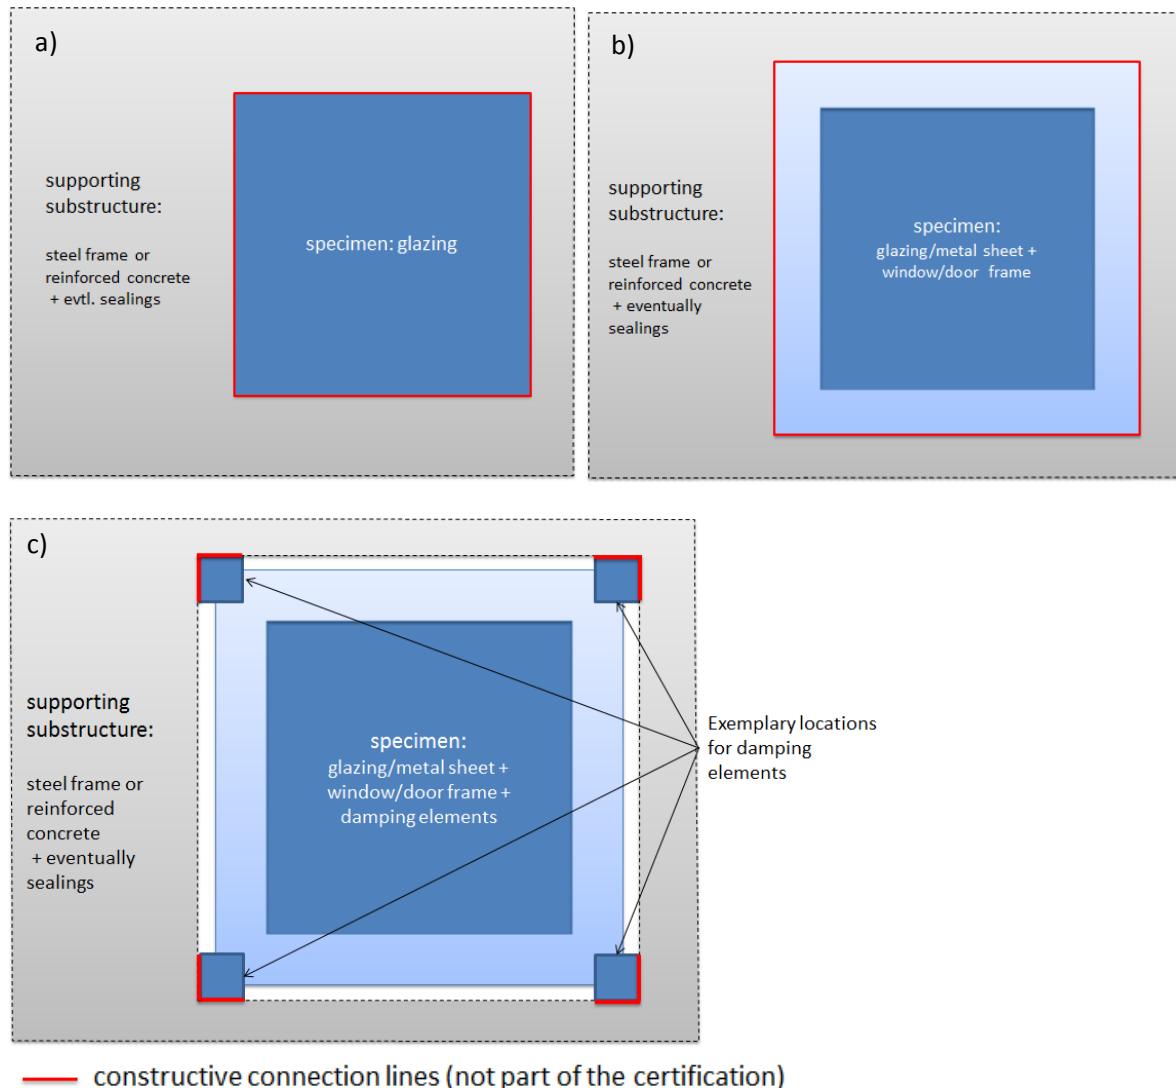 a)
supporting
substructure:
steel frame or
reinforced concrete
+ evtl. sealings
specimen: glazing
b)
supporting
substructure:
steel frame or
reinforced concrete
+ eventually
sealings
specimen:
glazing/metal sheet +
window/door frame
c)
supporting
substructure:
steel frame or
reinforced
concrete
+ eventually
sealings
specimen:
glazing/metal sheet +
window/door frame +
damping elements
Exemplary locations
for damping
elements
constructive connection lines (not part of the certification)